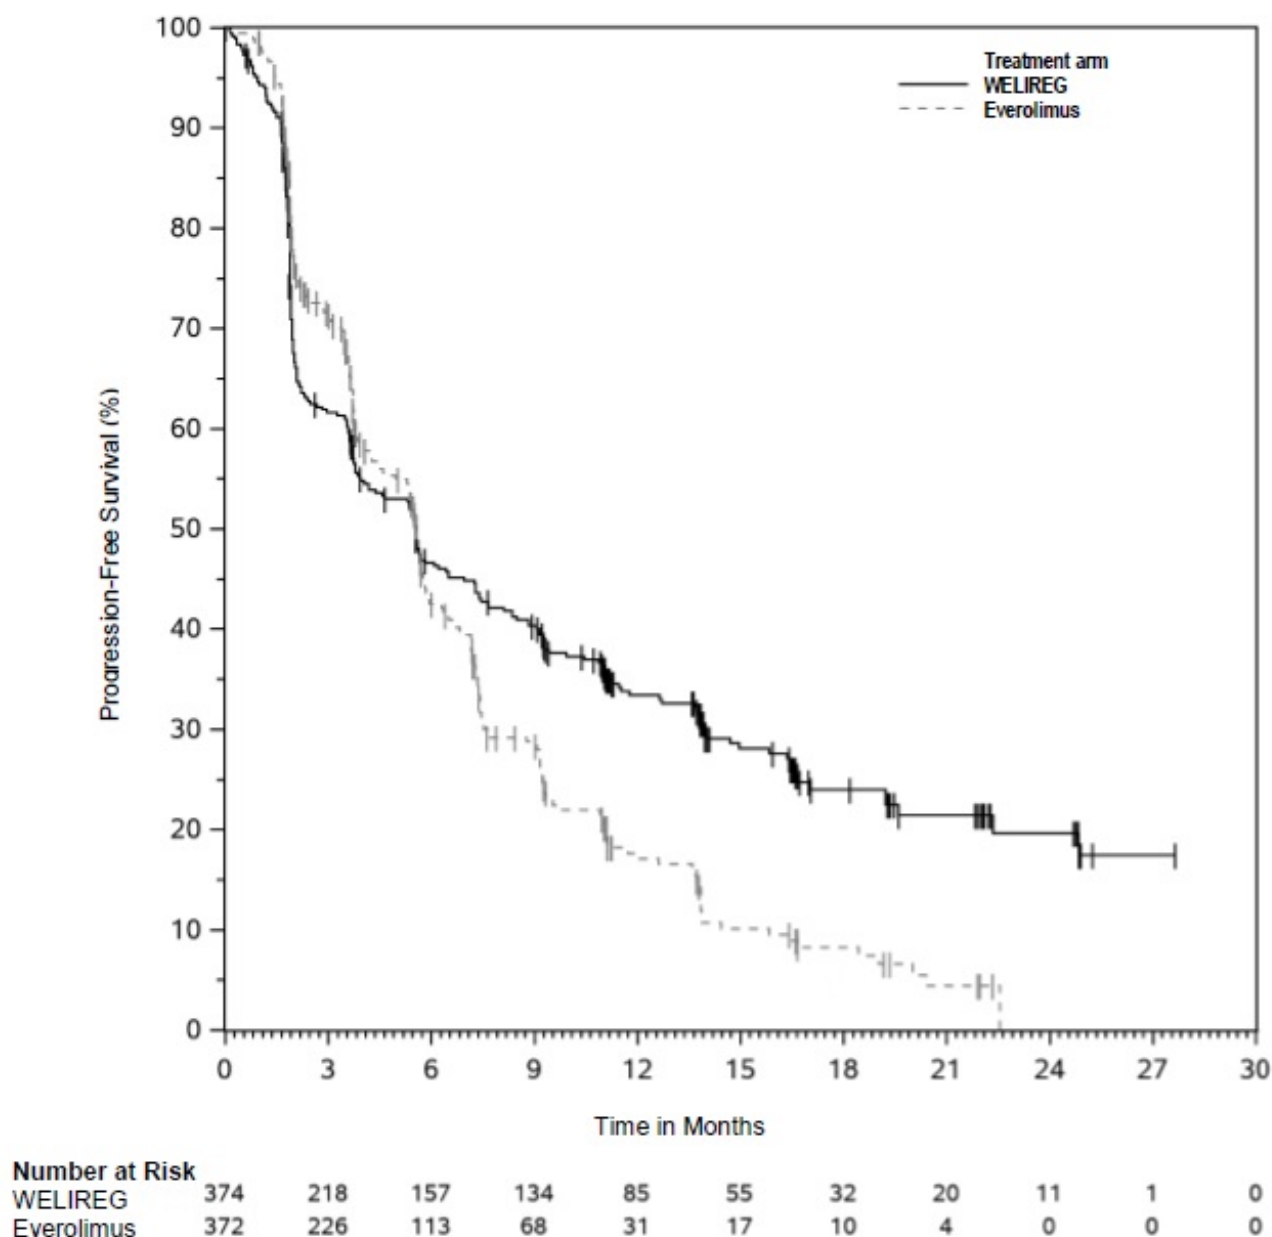 Treatment arm
WELIREG
Everolimus
Progression-Free Survival (%)
100
90
80
70
60
50
40
30
20
10
0
0 3 6 9 12 15 18 21 24 27 30
Time in Months
Number at Risk
WELIREG 374 218 157 134 85 55 32 20 11 1 0
Everolimus 372 226 113 68 31 17 10 4 0 0 0